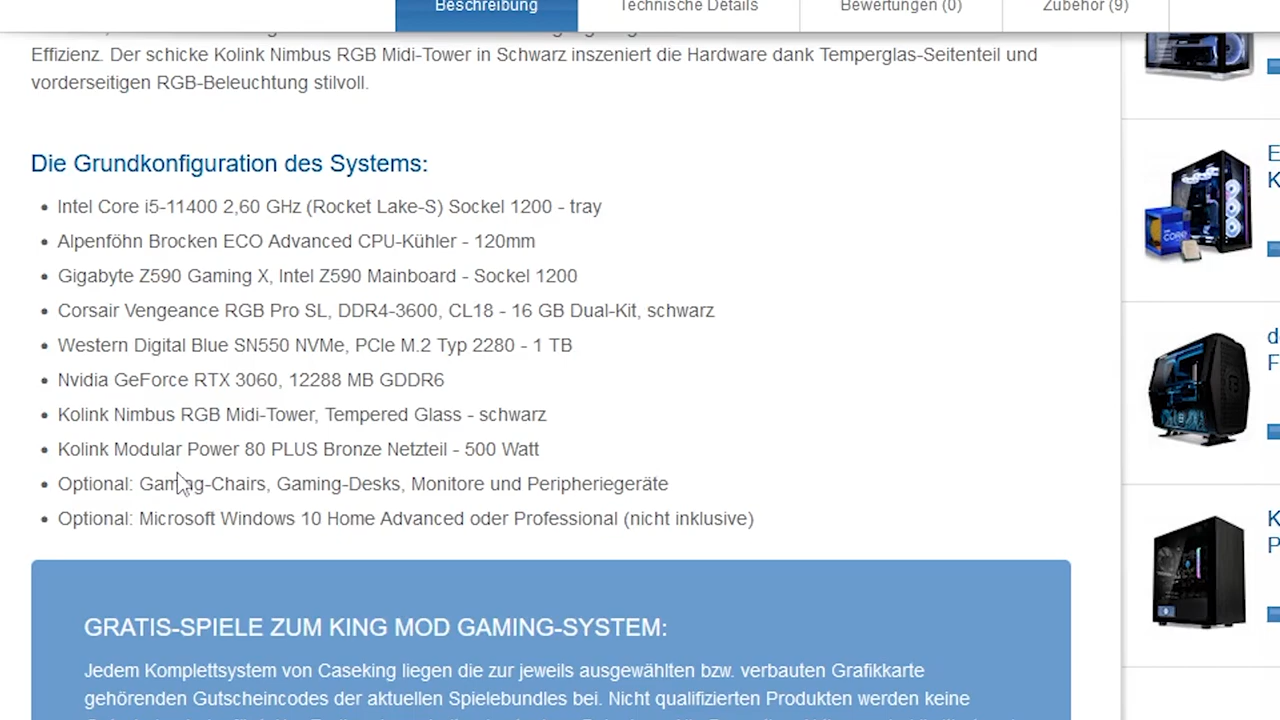 Beschreibung
Technische Details
Bewertungen (0)
Zubehör (9)
Effizienz. Der schicke Kolink Nimbus RGB Midi-Tower in Schwarz inszeniert die Hardware dank Temperglas-Seitenteil und
vorderseitigen RGB-Beleuchtung stilvoll.
Die Grundkonfiguration des Systems:
Intel Core i5-11400 2,60 GHz (Rocket Lake-S) Sockel 1200 - tray
Alpenföhn Brocken ECO Advanced CPU-Kühler - 120mm
Gigabyte Z590 Gaming X, Intel Z590 Mainboard - Sockel 1200
Corsair Vengeance RGB Pro SL, DDR4-3600, CL18 - 16 GB Dual-Kit, schwarz
Western Digital Blue SN550 NVMe, PCIe M.2 Typ 2280 - 1 TB
Nvidia GeForce RTX 3060, 12288 MB GDDR6
Kolink Nimbus RGB Midi-Tower, Tempered Glass - schwarz
Kolink Modular Power 80 PLUS Bronze Netzteil - 500 Watt
Optional: Gaming-Chairs, Gaming-Desks, Monitore und Peripheriegeräte
Optional: Microsoft Windows 10 Home Advanced oder Professional (nicht inklusive)
GRATIS-SPIELE ZUM KING MOD GAMING-SYSTEM:
Jedem Komplettsystem von Caseking liegen die zur jeweils ausgewählten bzw. verbauten Grafikkarte
gehörenden Gutscheincodes der aktuellen Spielebundles bei. Nicht qualifizierten Produkten werden keine